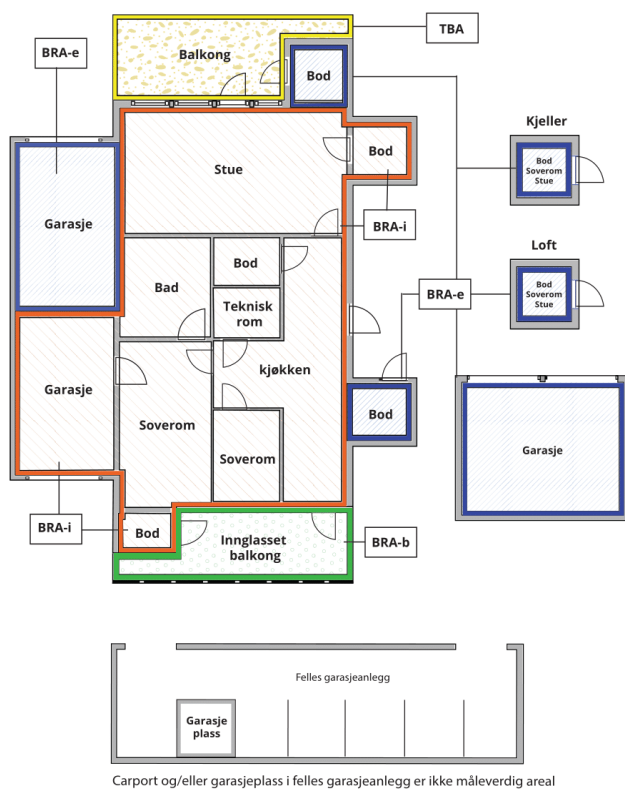 TBA
Balkong
BRA-e
Bod
Kjeller
Bod
Soverom
Stue
Stue
Bod
BRA-i
Garasje
Bod
Loft
Bad
BRA-e
Bod
Soverom
Stue
Teknisk
rom
Garasje
kjøkken
Soverom
Bod
Garasje
Soverom
BRA-i
Bod
Innglasset
balkong
BRA-b
Felles garasjeanlegg
Garasje
plass
Carport og/eller garasjeplass i felles garasjeanlegg er ikke måleverdig areal